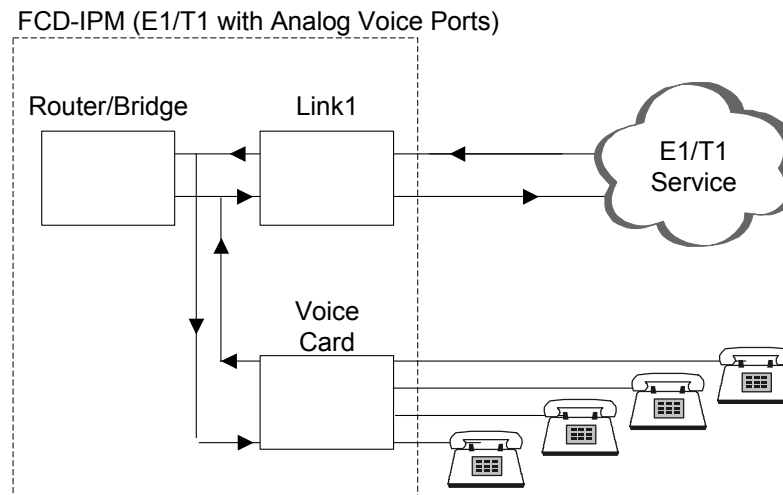 FCD-IPM (E1/T1 with Analog Voice Ports)
Router/Bridge
Link1
E1/T1
Service
Voice
Card